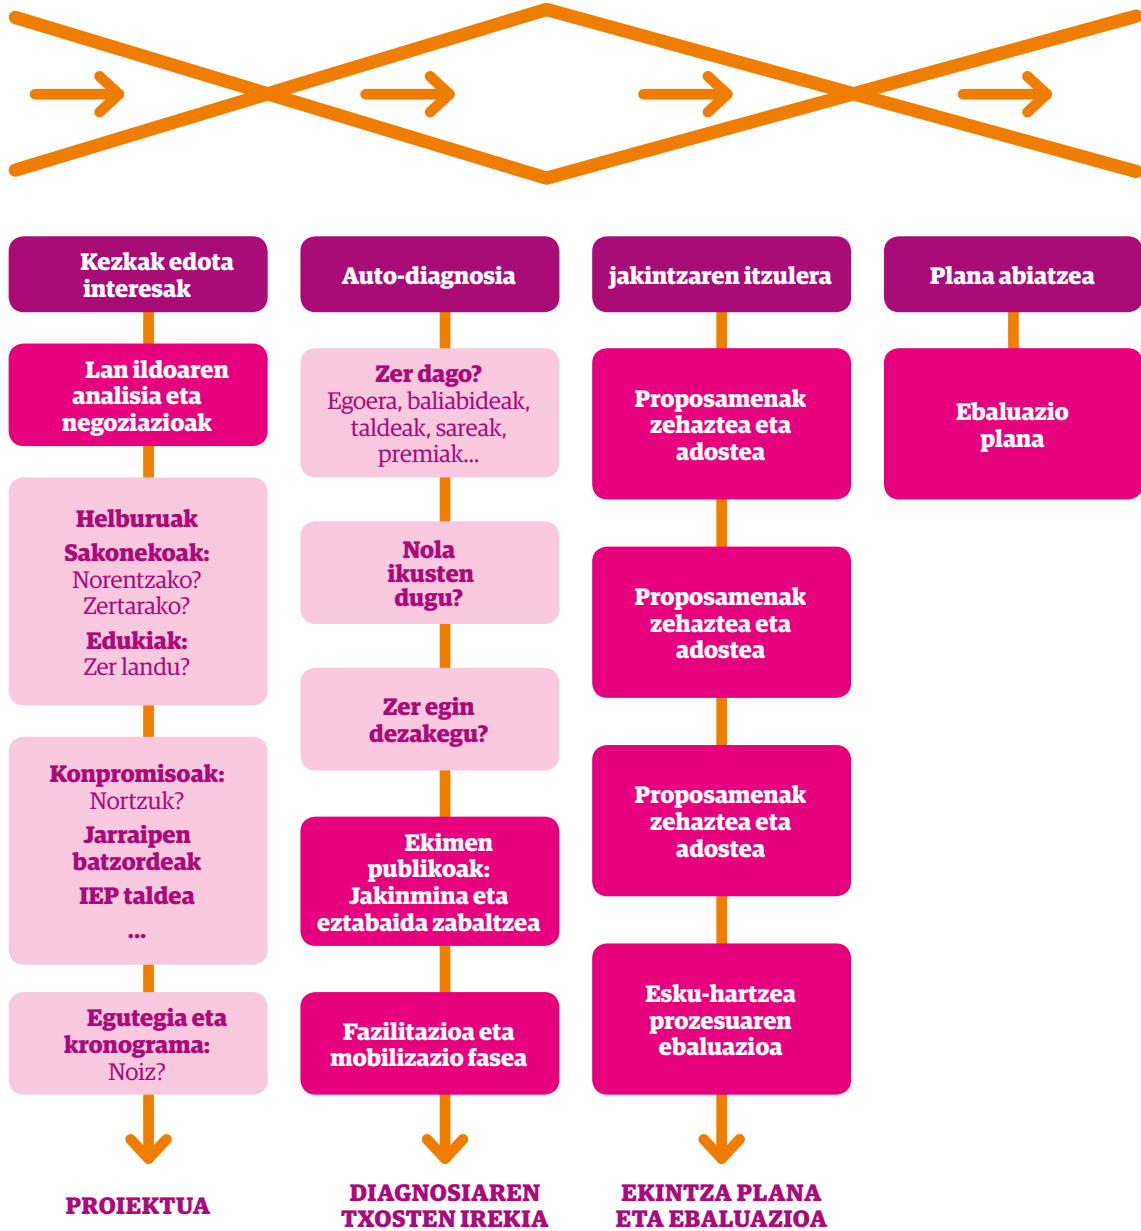 Kezkak edota
interesak
Lan ildoaren
analisia eta
negoziazioak
Helburuak
Sakonekoak:
Norentzako?
Zertarako?
Edukiak:
Zer landu?
Konpromisoak:
Nortzuk?
Jarraipen
batzordeak
IEP taldea
...
Egutegia eta
kronograma:
Noiz?
PROIEKTUA
Auto-diagnosia
Zer dago?
Egoera, baliabideak,
taldeak, sareak,
premiak...
Nola
ikusten
dugu?
Zer egin
dezakegu?
Ekimen
publikoak:
Jakinmina eta
eztabaida zabaltzea
Fazilitazioa eta
mobilizazio fasea
DIAGNOSIAREN
TXOSTEN IREKIA
jakintzaren itzulera
Proposamenak
zehaztea eta
adostea
Proposamenak
zehaztea eta
adostea
Proposamenak
zehaztea eta
adostea
Esku-hartzea
prozesuaren
ebaluazioa
EKINTZA PLANA
ETA EBALUAZIOA
Plana abiatzea
Ebaluazio
plana